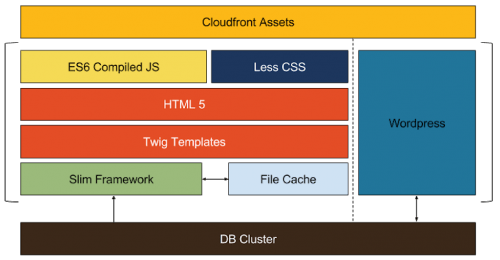 Cloudfront Assets
ES6 Compiled JS
Less CSS
HTML 5
Wordpress
Twig Templates
Slim Framework
File Cache
DB Cluster